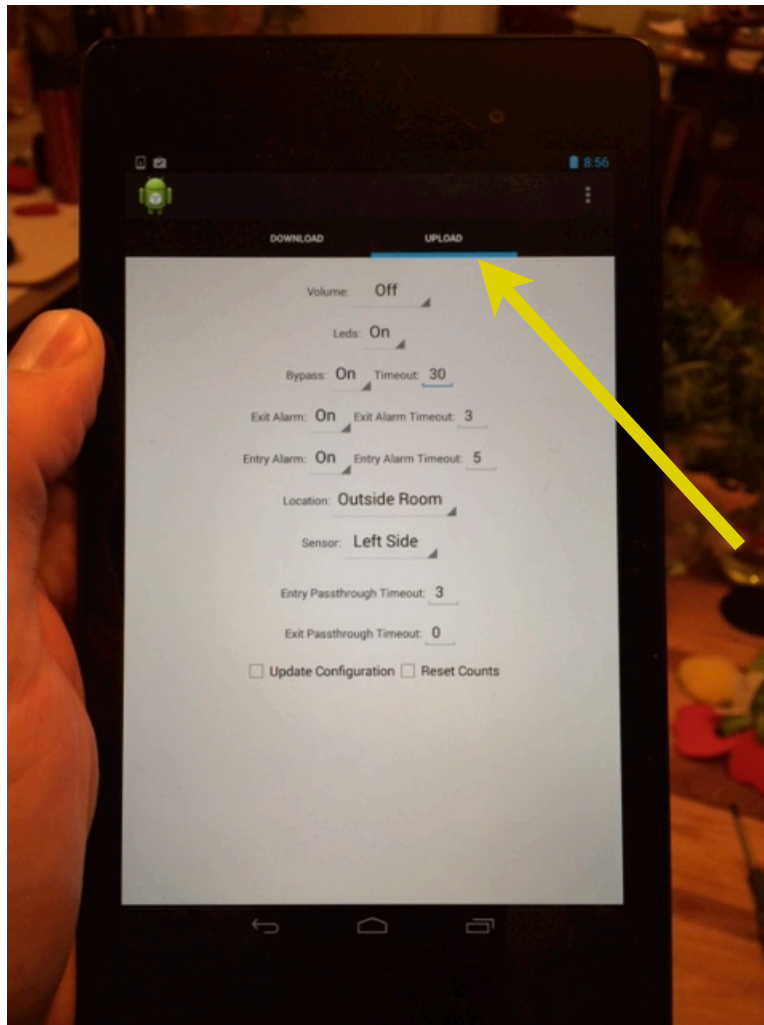 8:56
DOWNLOAD UPLOAD
Volume: Off
Leds: On
Bypass: On Timeout: 30
Exit Alarm: On Exit Alarm Timeout: 3
Entry Alarm: On Entry Alarm Timeout: 5
Location: Outside Room
Sensor: Left Side
Entry Passthrough Timeout: 3
Exit Passthrough Timeout: 0
Update Configuration Reset Counts